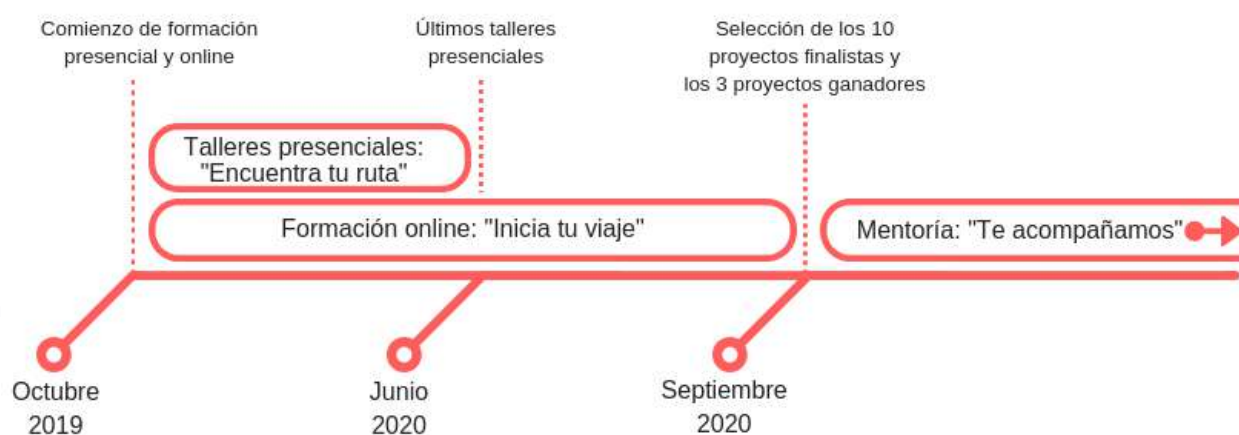 Comienzo de formación
presencial y online
Últimos talleres
presenciales
Selección de los 10
proyectos finalistas y
los 3 proyectos ganadores
Talleres presenciales:
"Encuentra tu ruta"
Formación online: "Inicia tu viaje"
Mentoría: "Te acompañamos"
Octubre
2019
Junio
2020
Septiembre
2020